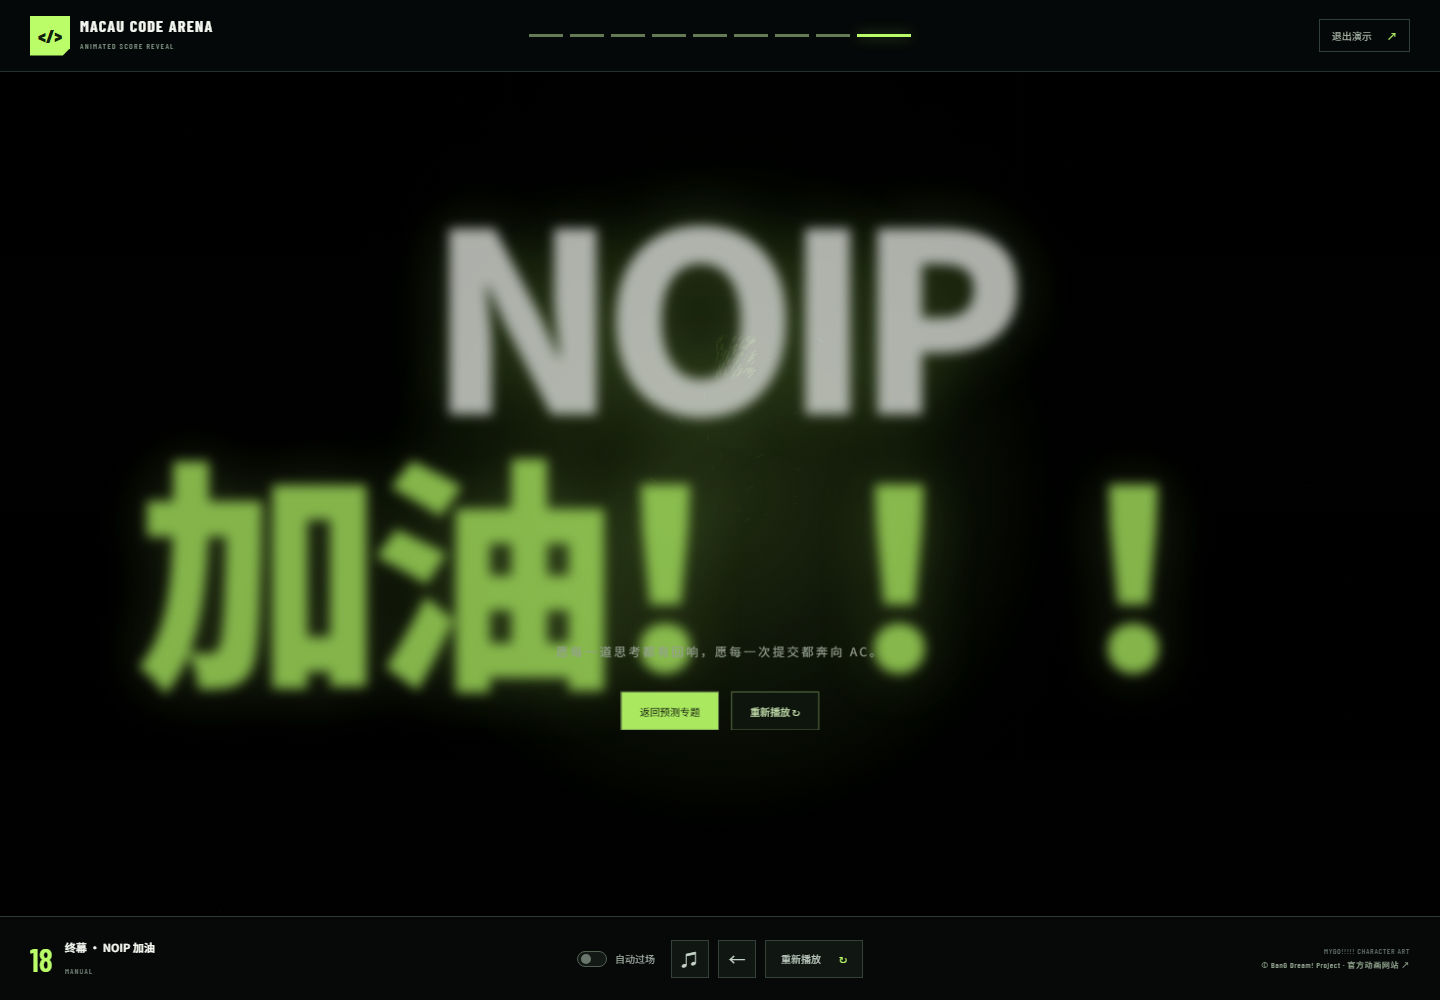 </> MACAU CODE ARENA
ANIMATED SCORE REVEAL
退出演示 ↗
NOIP
加油！！！
道思考 响，愿每一次提交都奔向 AC。
返回预测专题
重新播放 ↻
18
终幕 · NOIP 加油
MANUAL
自动过场
♫
←
重新播放 ↻
MYGO!!!!! CHARACTER ART
© BanG Dream! Project · 官方动画网站 ↗